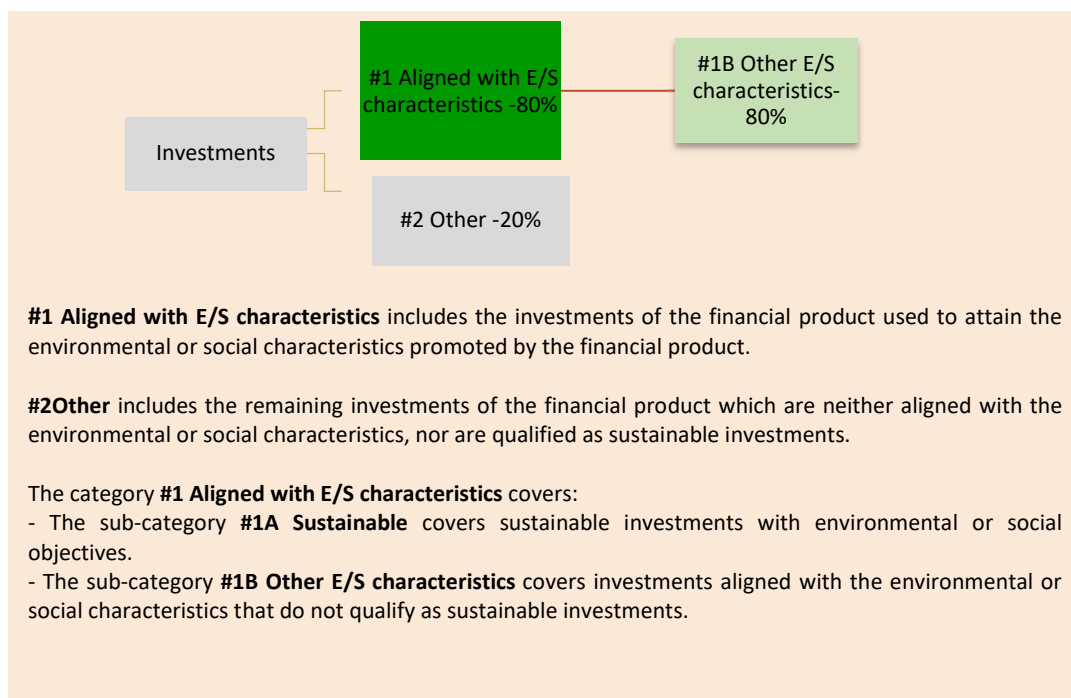 #1 Aligned with E/S
characteristics -80%
#1B Other E/S
characteristics-
80%
Investments
#2 Other -20%
#1 Aligned with E/S characteristics includes the investments of the financial product used to attain the
environmental or social characteristics promoted by the financial product.
#2Other includes the remaining investments of the financial product which are neither aligned with the
environmental or social characteristics, nor are qualified as sustainable investments.
The category #1 Aligned with E/S characteristics covers:
- The sub-category #1A Sustainable covers sustainable investments with environmental or social
objectives.
- The sub-category #1B Other E/S characteristics covers investments aligned with the environmental or
social characteristics that do not qualify as sustainable investments.